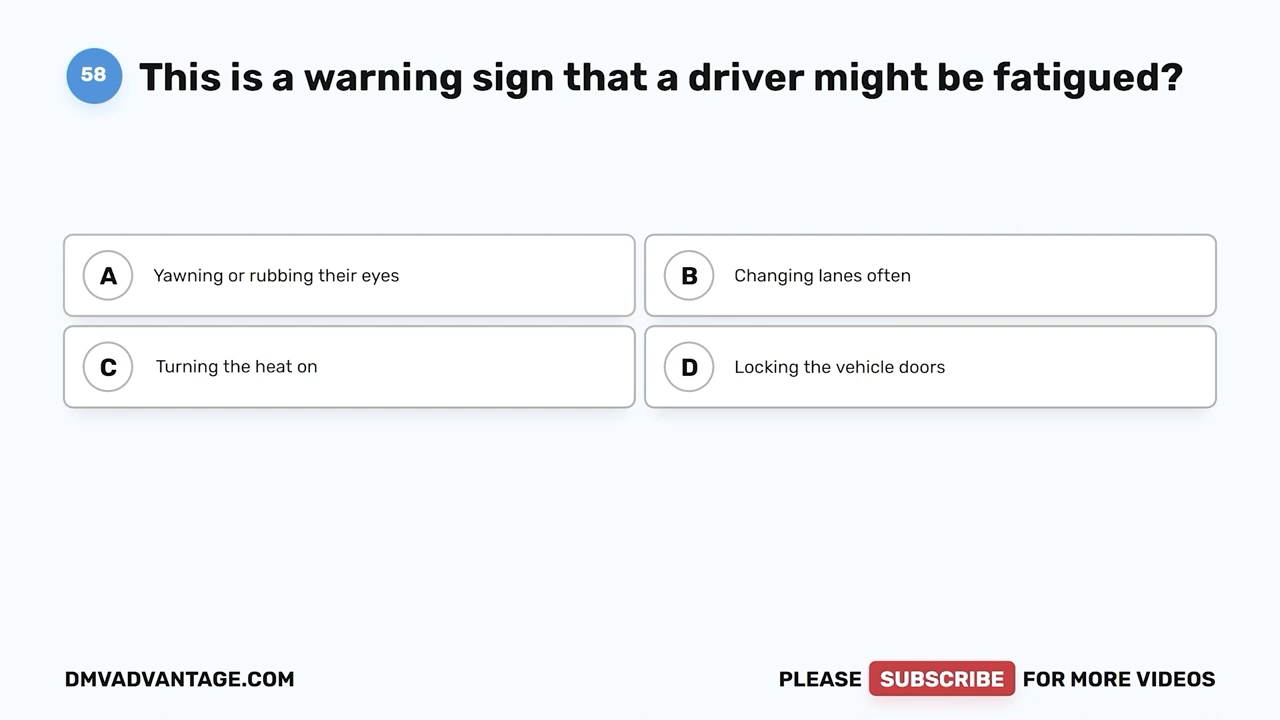 58 This is a warning sign that a driver might be fatigued?
A Yawning or rubbing their eyes
B Changing lanes often
C Turning the heat on
D Locking the vehicle doors
DMVADVANTAGE.COM
PLEASE SUBSCRIBE FOR MORE VIDEOS